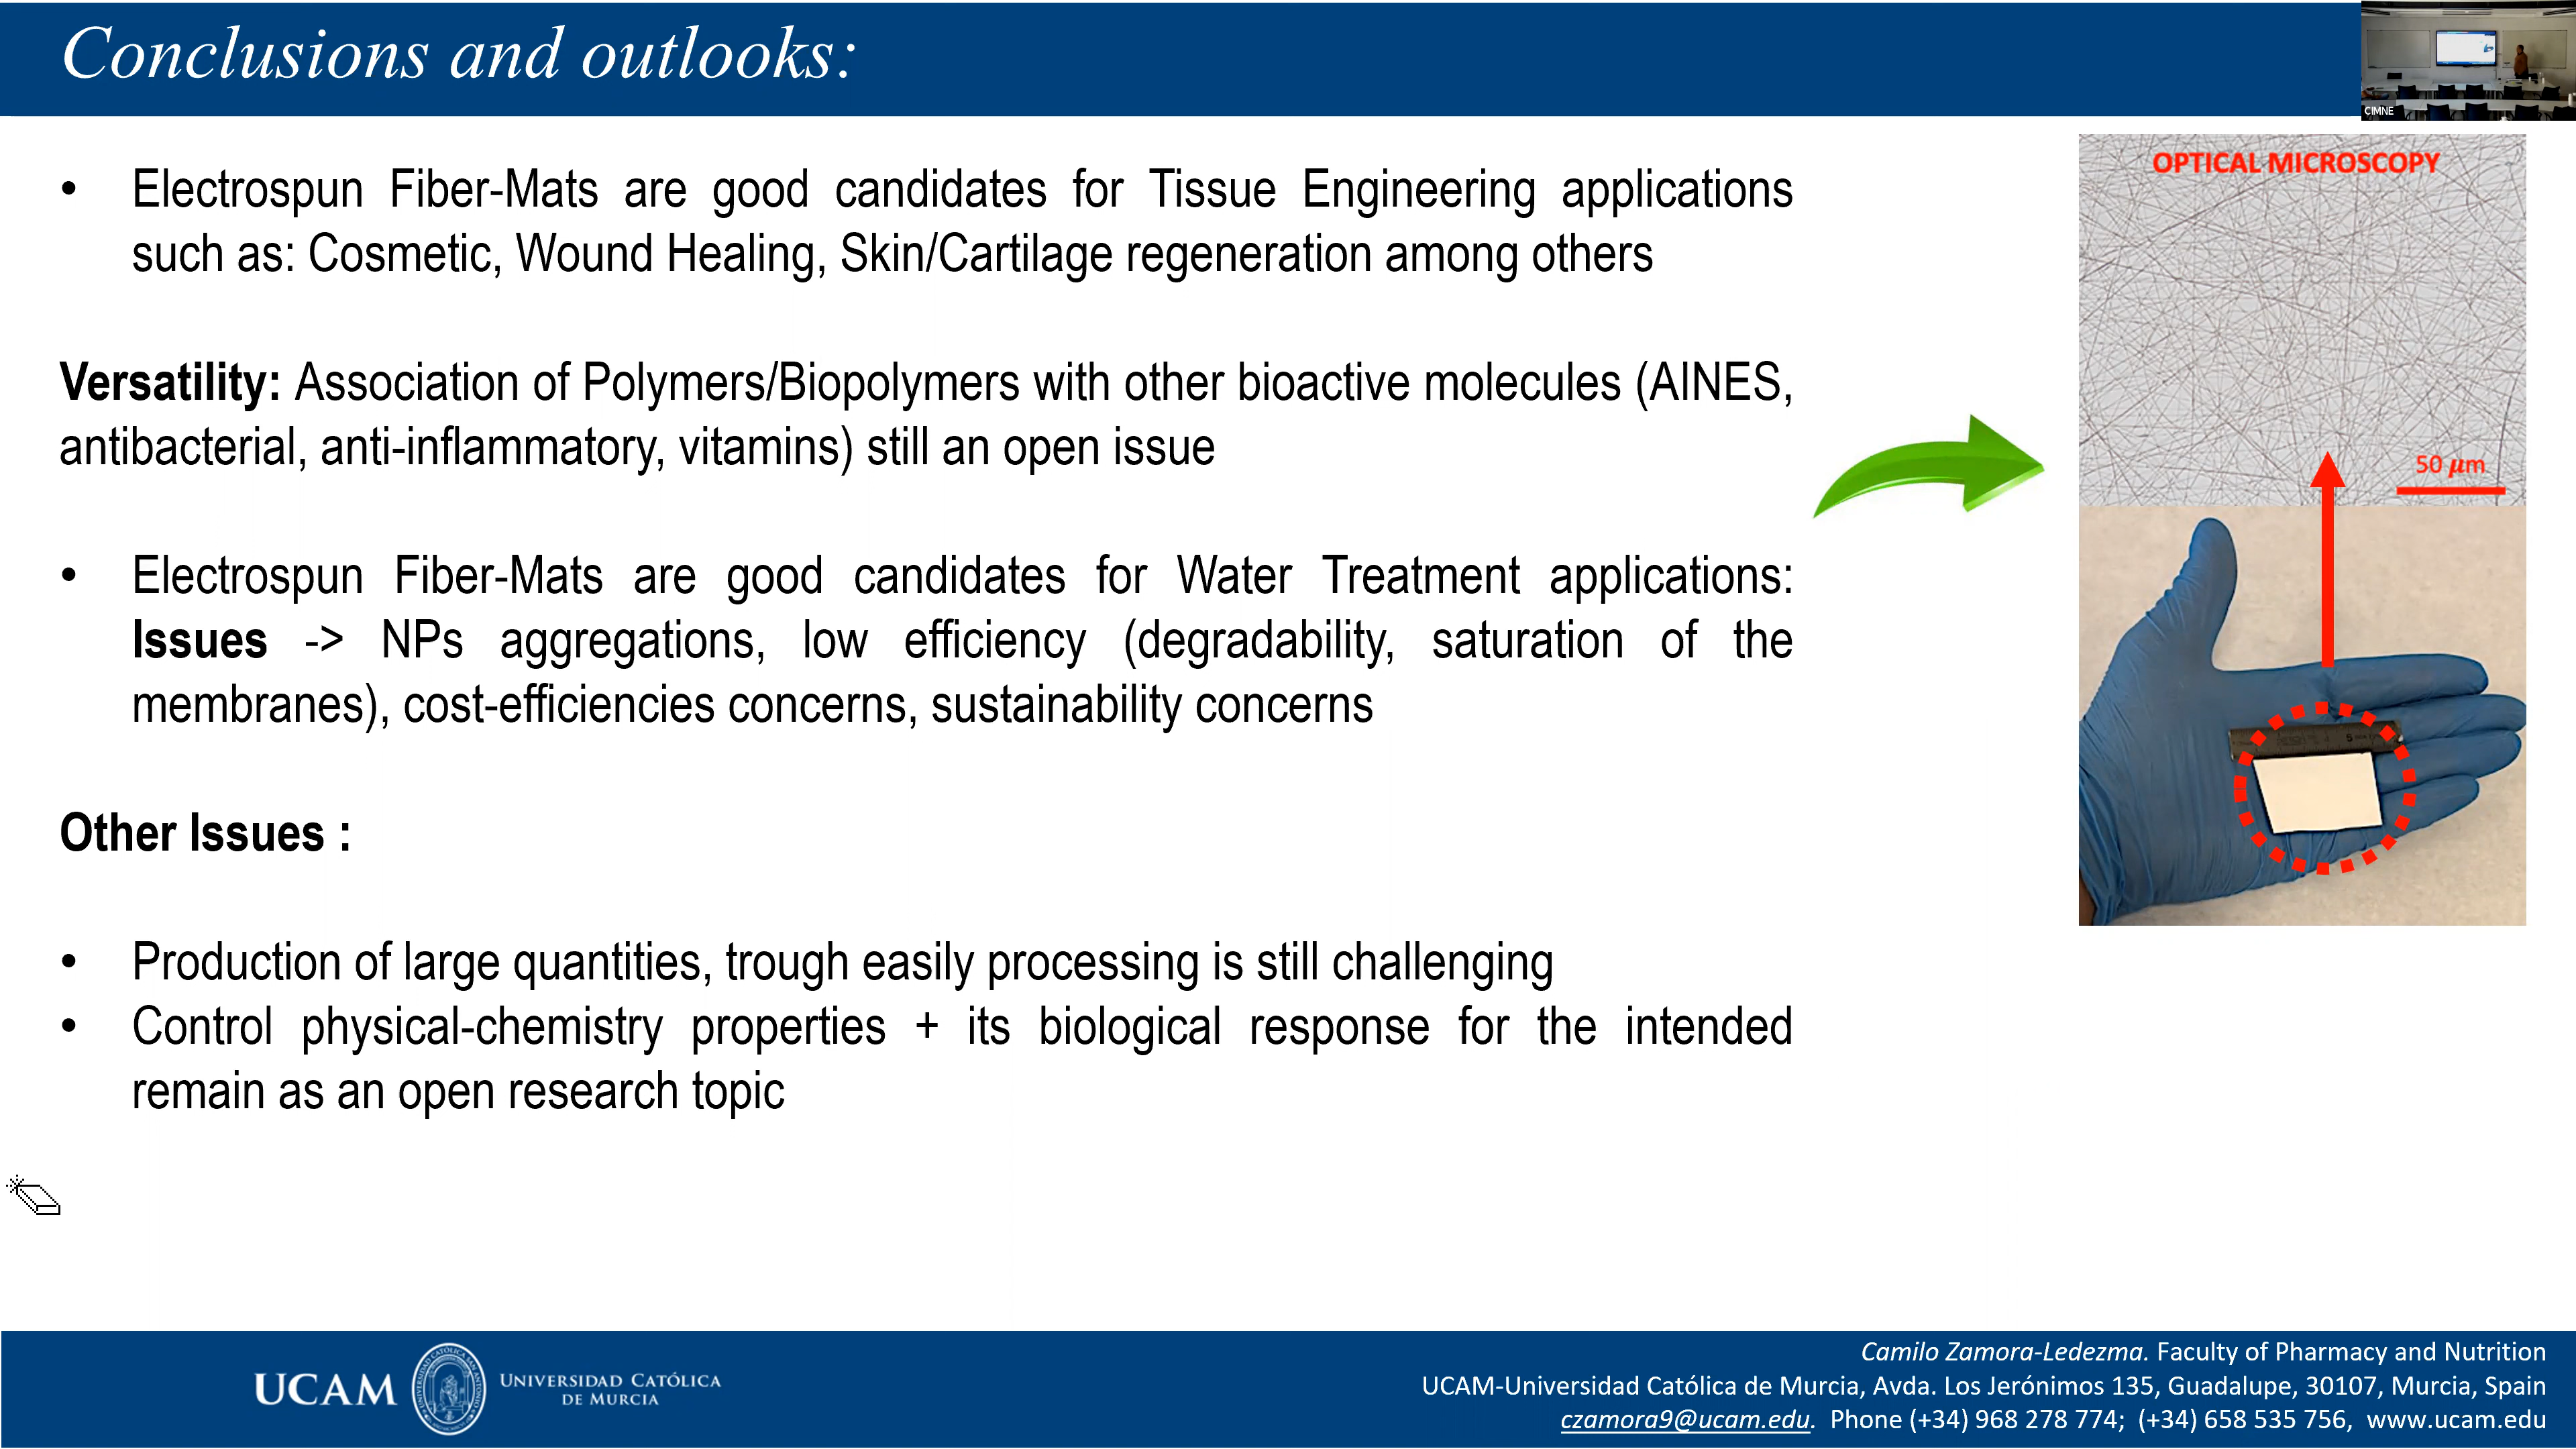 Conclusions and outlooks:
CIMNE
• Electrospun Fiber-Mats are good candidates for Tissue Engineering applications
such as: Cosmetic, Wound Healing, Skin/Cartilage regeneration among others
Versatility: Association of Polymers/Biopolymers with other bioactive molecules (AINES,
antibacterial, anti-inflammatory, vitamins) still an open issue
• Electrospun Fiber-Mats are good candidates for Water Treatment applications:
Issues -> NPs aggregations, low efficiency (degradability, saturation of the
membranes), cost-efficiencies concerns, sustainability concerns
Other Issues :
• Production of large quantities, trough easily processing is still challenging
• Control physical-chemistry properties + its biological response for the intended
remain as an open research topic
OPTICAL MICROSCOPY
50 µm
5
UCAM
UNIVERSIDAD CATÓLICA
DE MURCIA
Camilo Zamora-Ledezma. Faculty of Pharmacy and Nutrition
UCAM-Universidad Católica de Murcia, Avda. Los Jerónimos 135, Guadalupe, 30107, Murcia, Spain
czamora9@ucam.edu. Phone (+34) 968 278 774; (+34) 658 535 756, www.ucam.edu